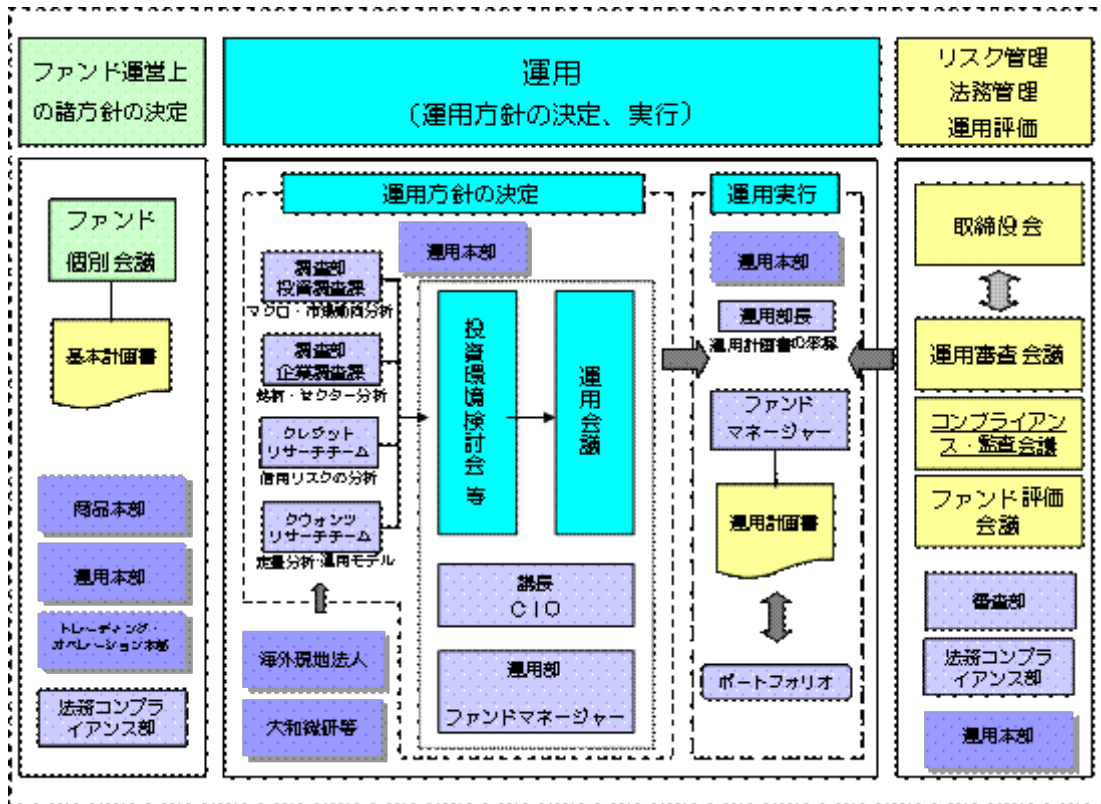 ファンド運営上
の諸方針の決定
運用
（運用方針の決定、実行）
リスク管理
法務管理
運用評価
ファンド
個別会議
基本計画書
商品本部
運用本部
トレーディング・
オペレーション本部
法務コンプラ
イアンス部
運用方針の決定
運用本部
調査部
投資調査課
マクロ・市場動向分析
調査部
企業調査課
銘柄・セクター分析
クレジット
リサーチチーム
信用リスクの分析
クウォンツ
リサーチチーム
定量分析・運用モデル
海外現地法人
大和総研等
投資環境検討会 等
運用会議
議長
ＣＩＯ
運用部
ファンドマネージャー
運用実行
運用本部
運用部長
運用計画書の承認
ファンド
マネージャー
運用計画書
ポートフォリオ
取締役会
運用審査会議
コンプライアン
ス・監査会議
ファンド評価
会議
審査部
法務コンプラ
イアンス部
運用本部